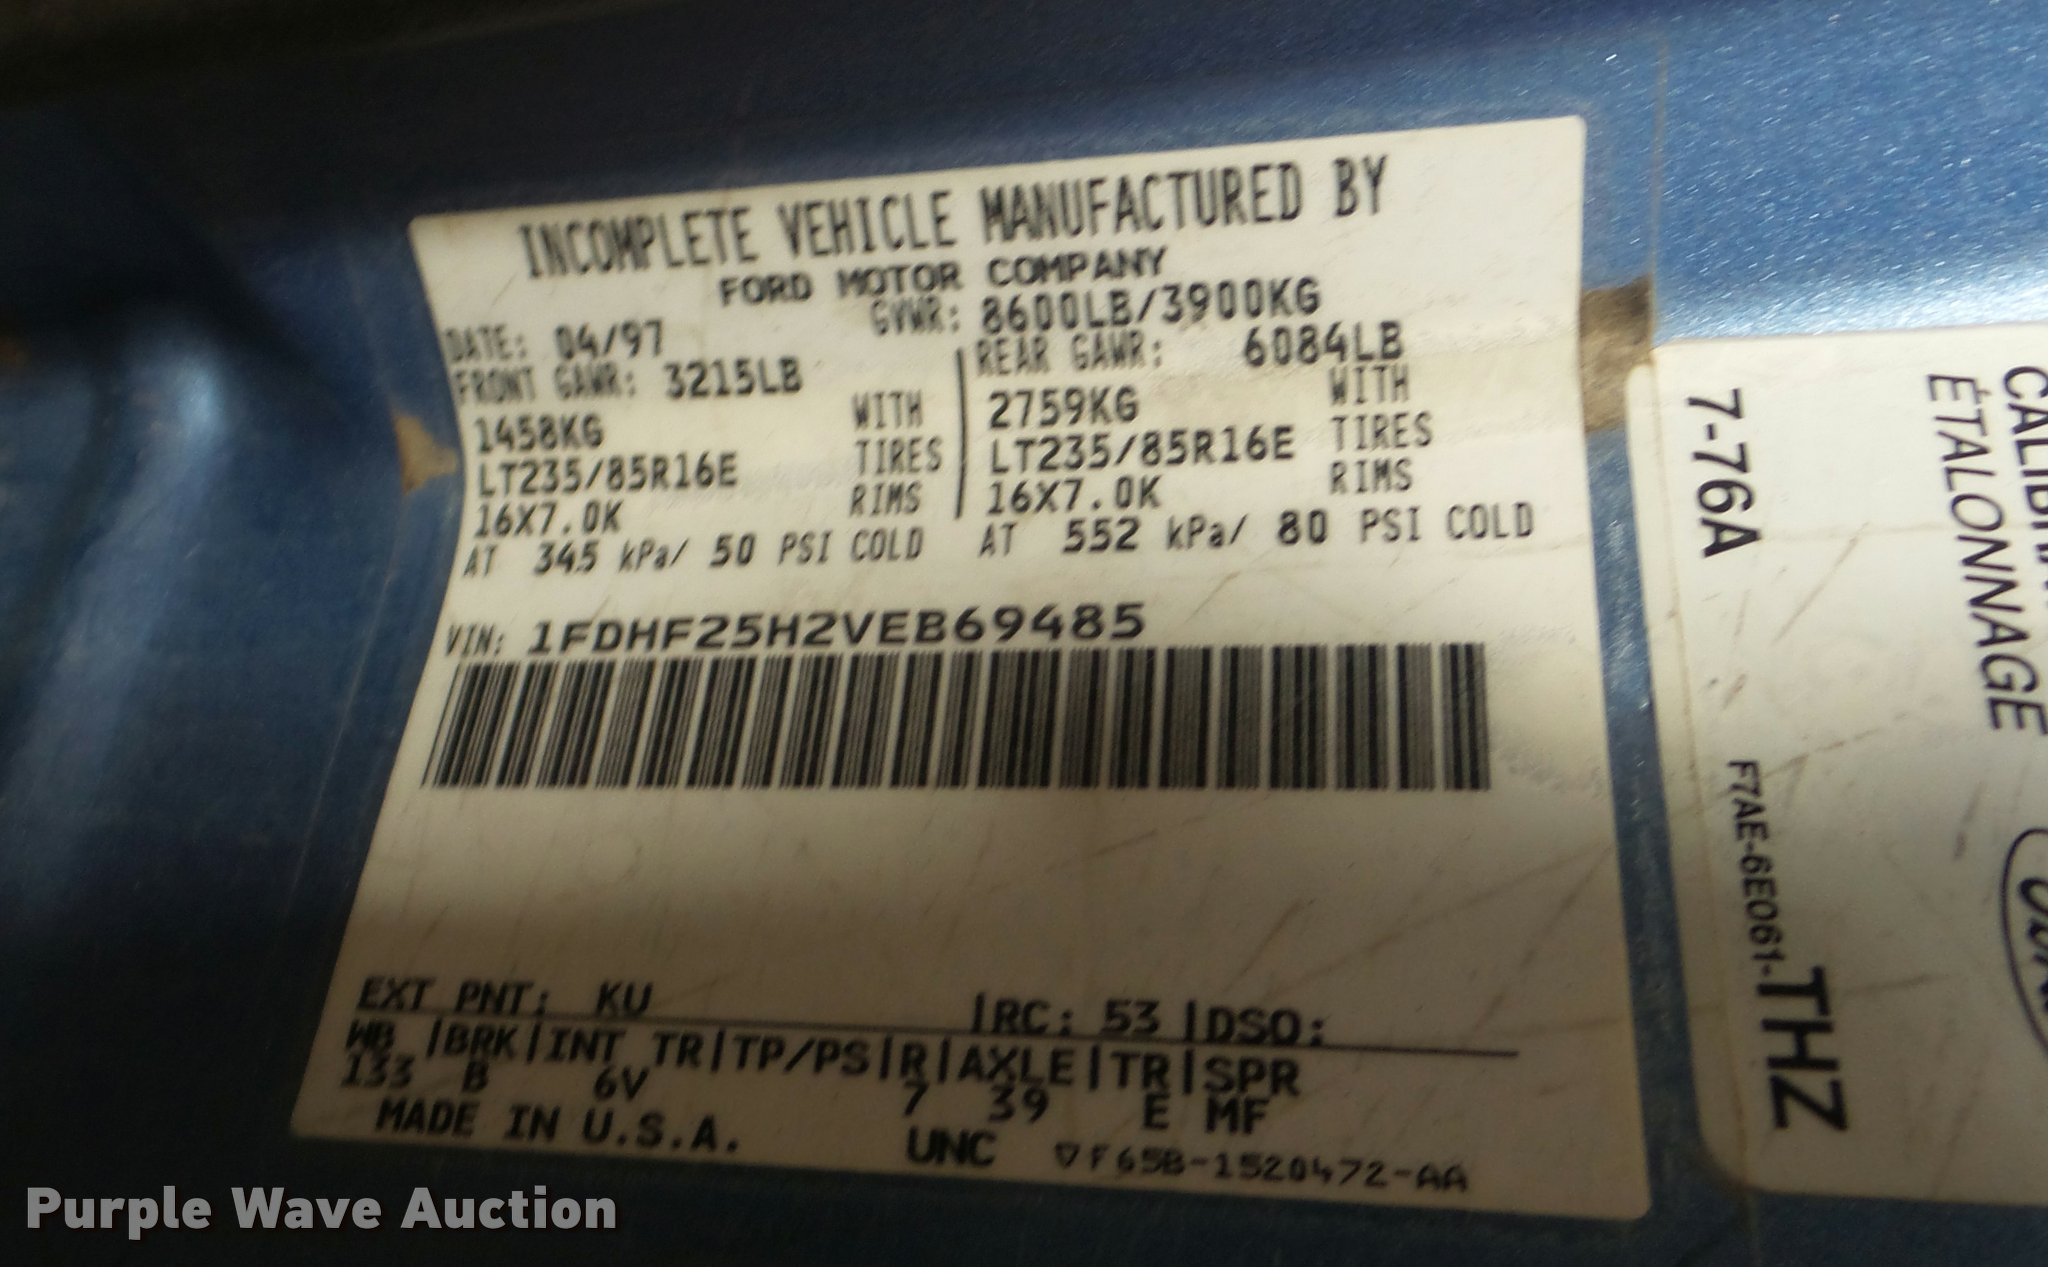 INCOMPLETE VEHICLE MANUFACTURED BY
FORD MOTOR COMPANY
DATE: 04/97 GVWR: 8600LB/3900KG
FRONT GAWR: 3215LB REAR GAWR: 6084LB
1458KG WITH 2759KG WITH
LT235/85R16E TIRES LT235/85R16E TIRES
16X7.0K RIMS 16X7.0K RIMS
AT 345 kPa/ 50 PSI COLD AT 552 kPa/ 80 PSI COLD
VIN: 1FDHF25H2VEB69485
EXT PNT: KU |RC: 53 |DSO:
WB |BRK|INT TR|TP/PS|R|AXLE|TR|SPR
133 B 6V 7 39 E MF
MADE IN U.S.A. UNC ▽F65B-1520472-AA
ÉTALONNAGE
7-76A
F7AE-6E061-THZ
Purple Wave Auction